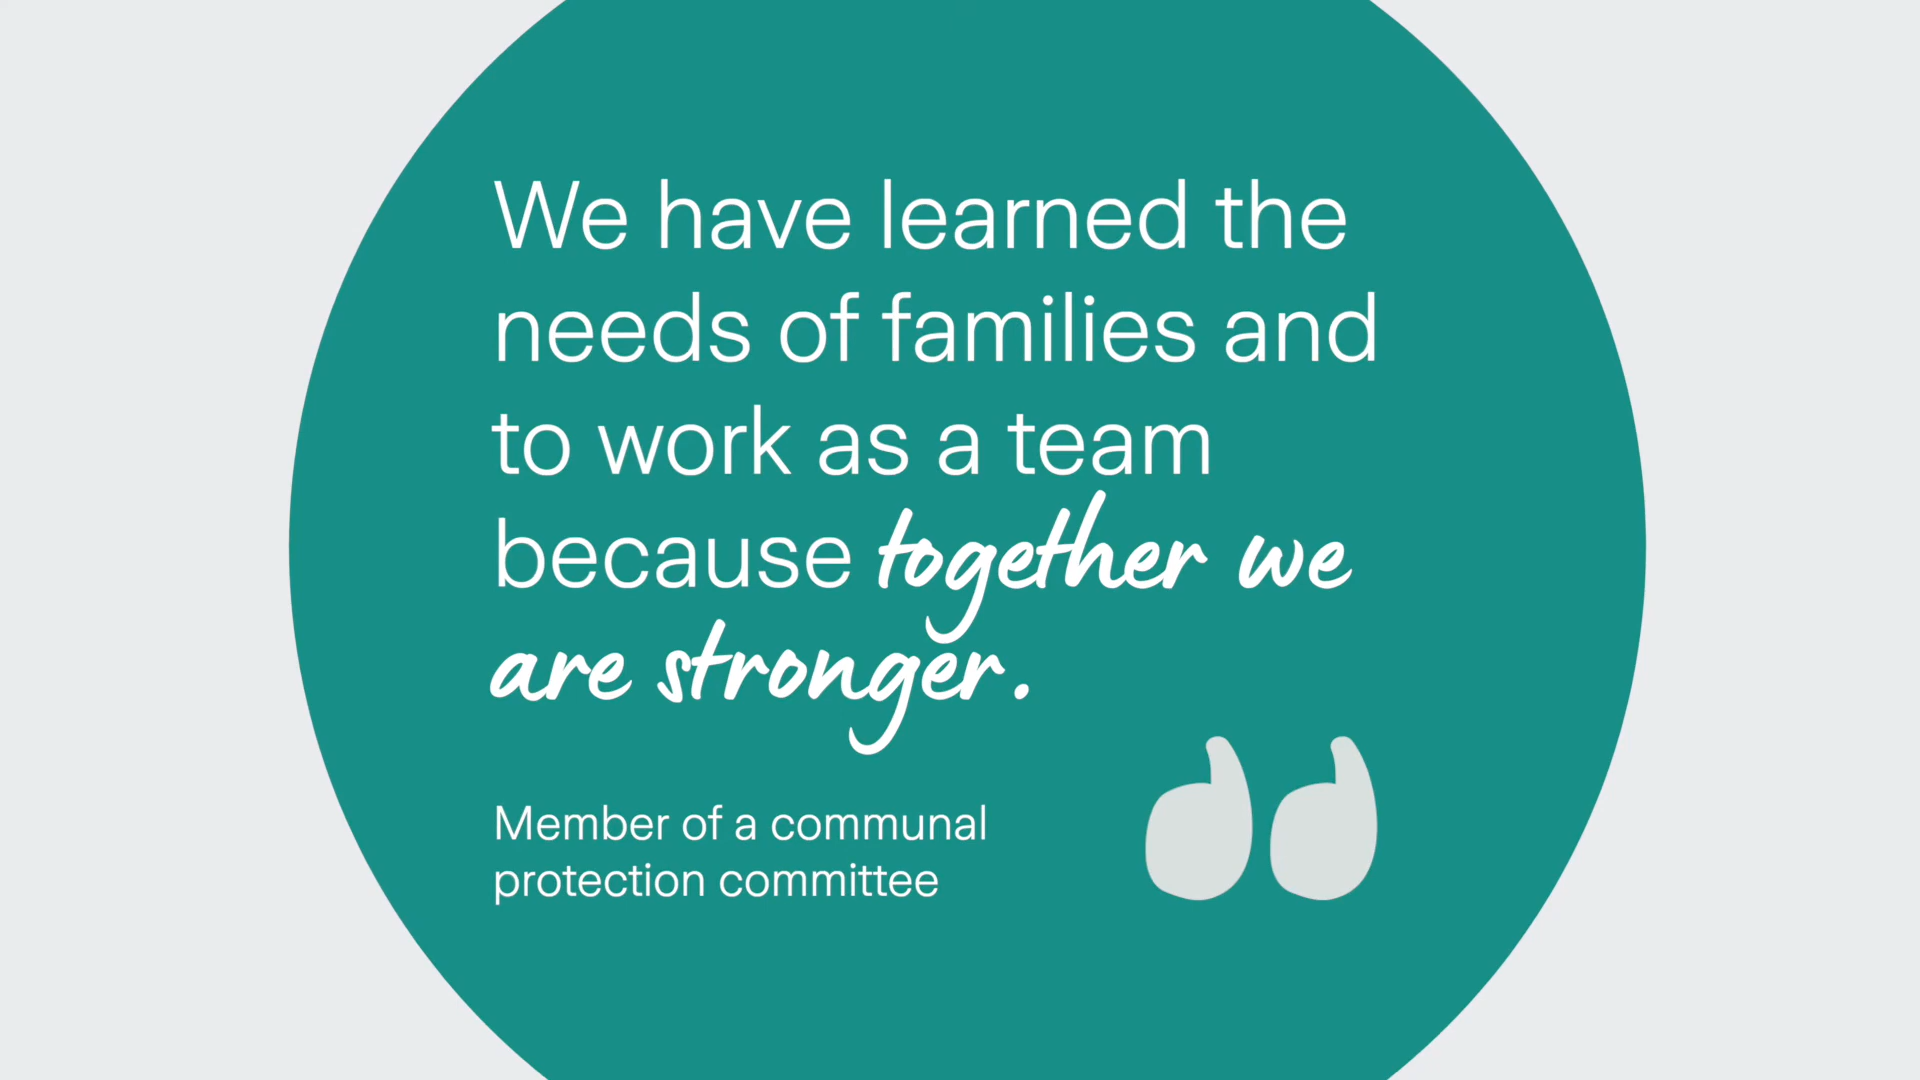 We have learned the
needs of families and
to work as a team
because together we
are stronger.
Member of a communal
protection committee